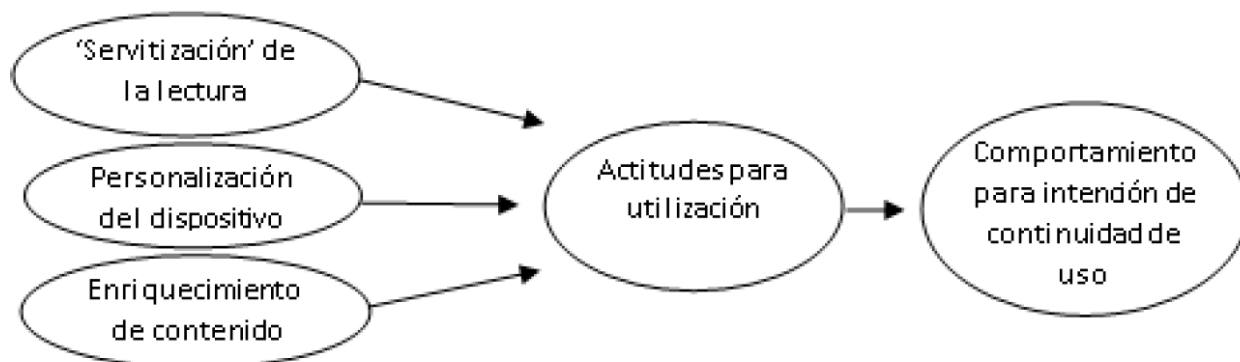 ‘Servitización’ de
la lectura
Personalización
del dispositivo
Enriquecimiento
de contenido
Actitudes para
utilización
Comportamiento
para intención de
continuidad de
uso